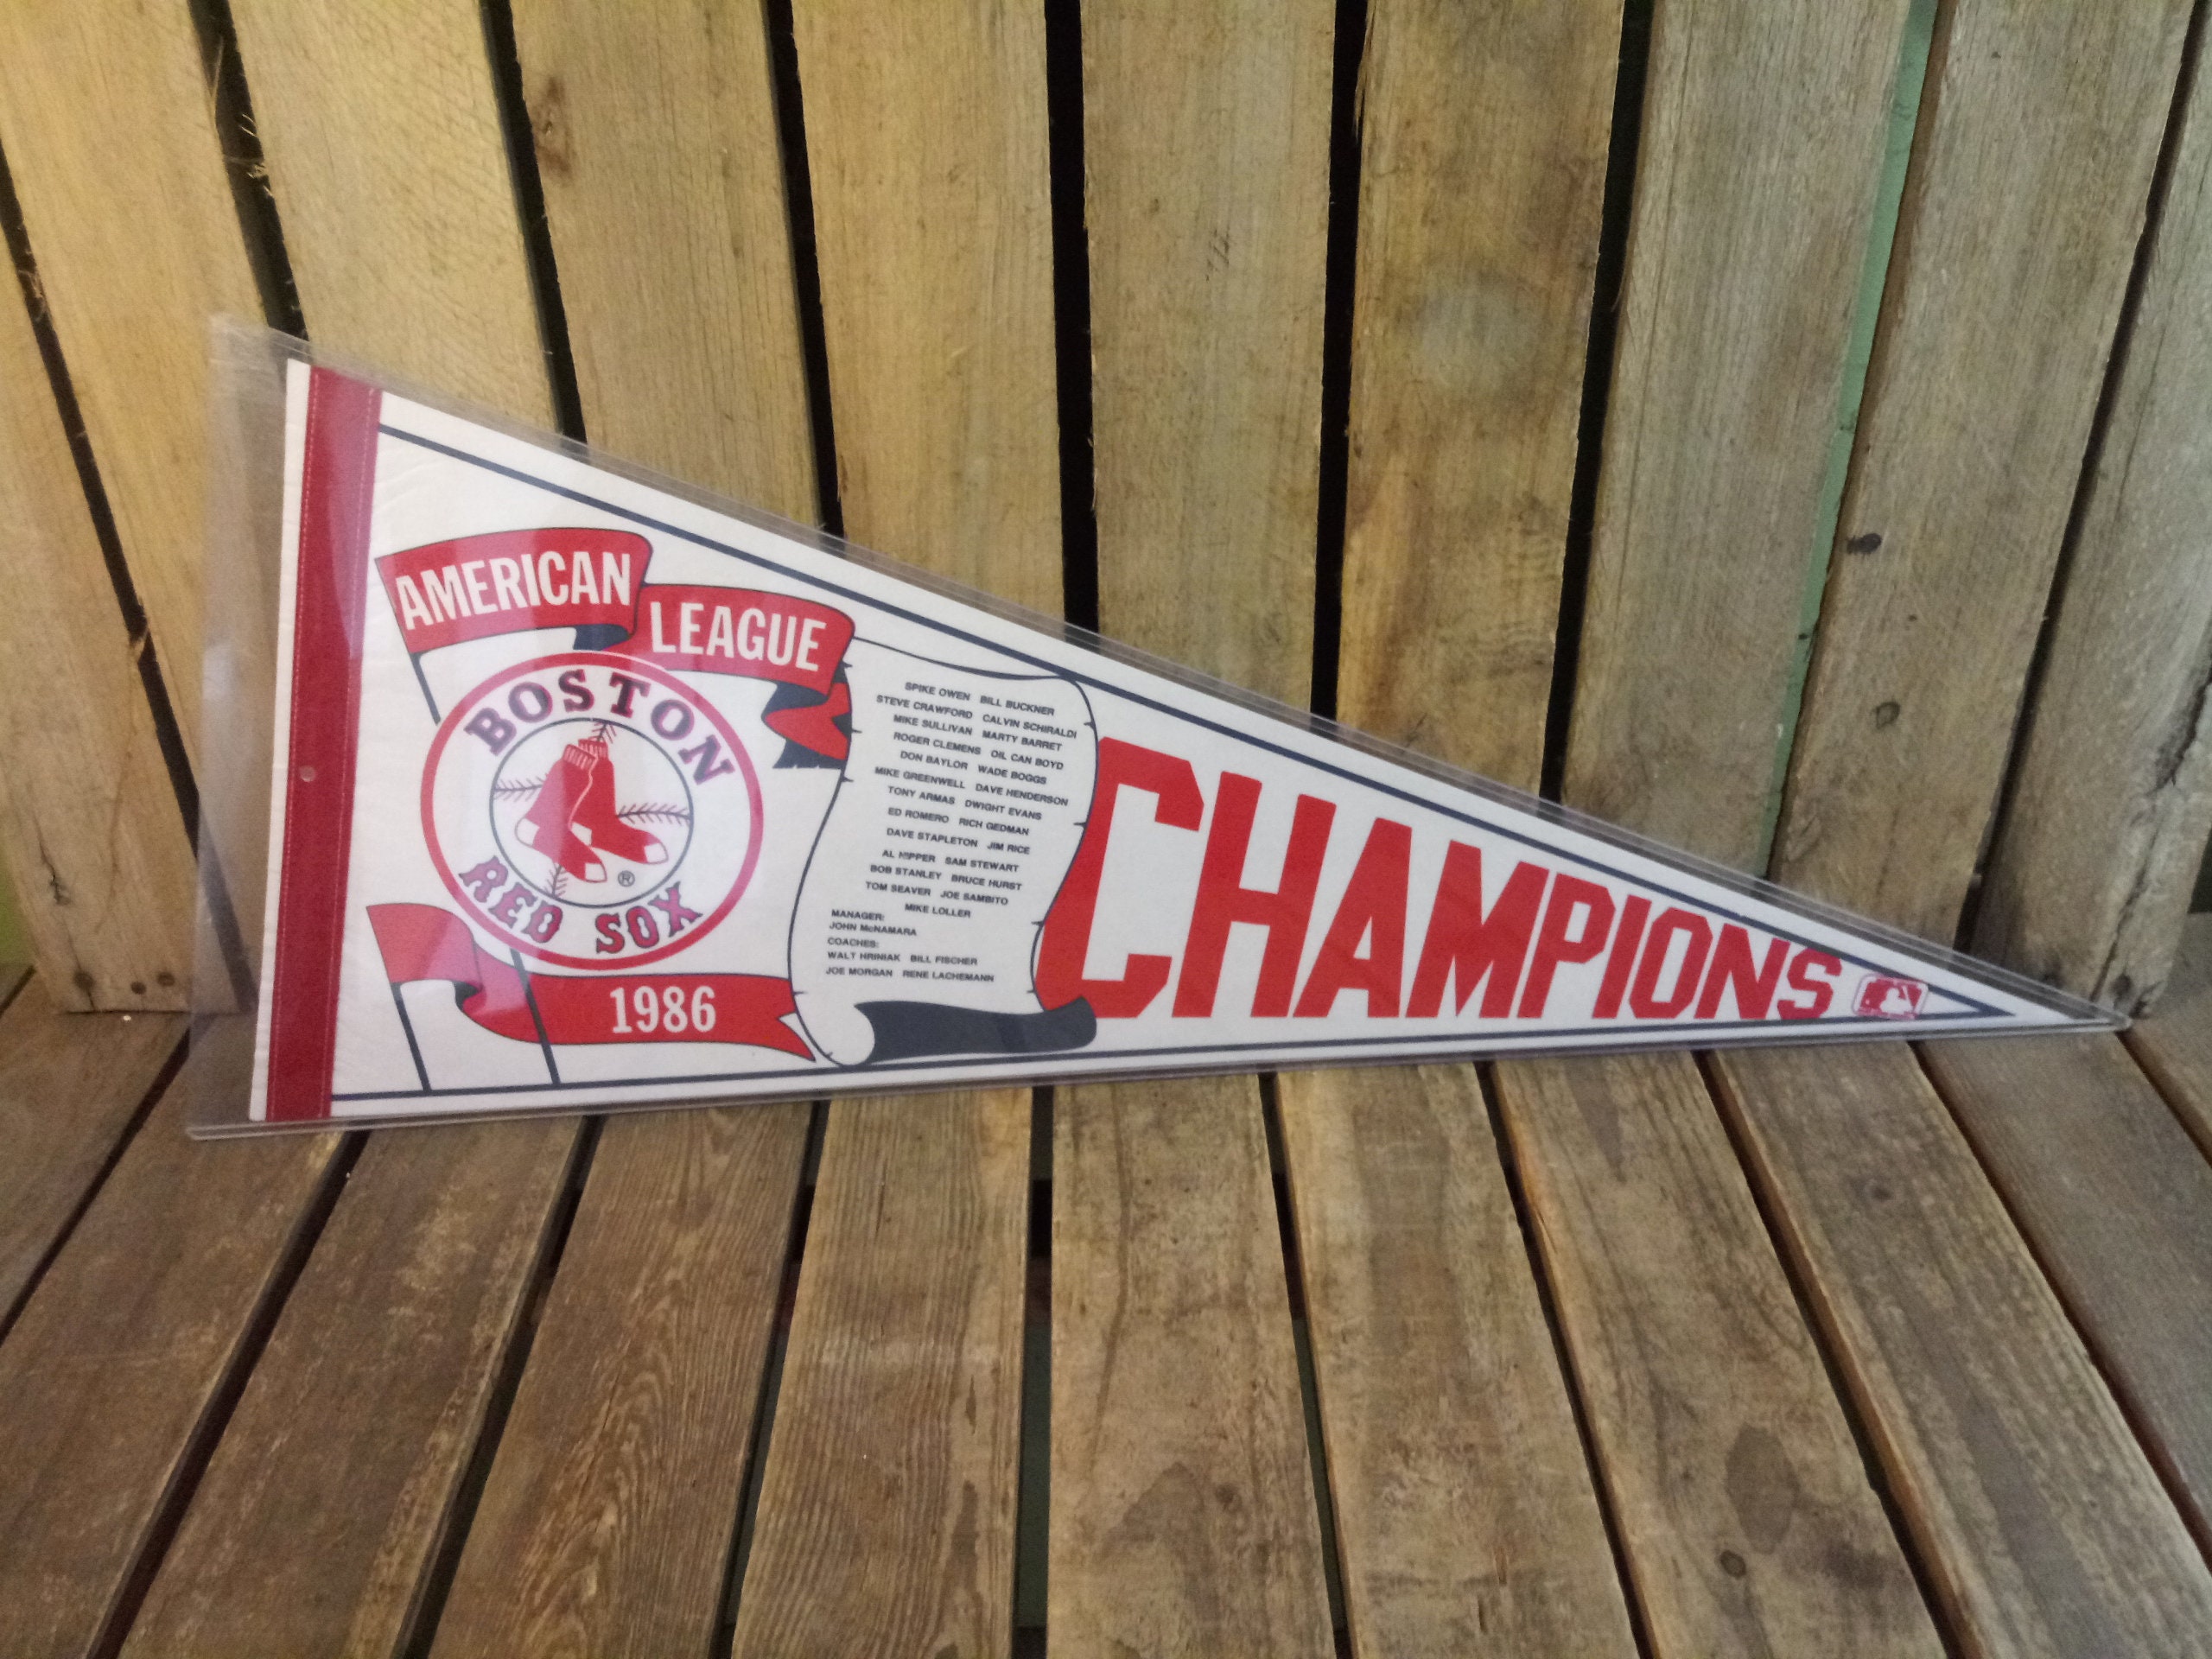 AMERICAN
LEAGUE
BOSTON
RED SOX
®
1986
SPIKE OWEN BILL BUCKNER
STEVE CRAWFORD CALVIN SCHIRALDI
MIKE SULLIVAN MARTY BARRET
ROGER CLEMENS OIL CAN BOYD
DON BAYLOR WADE BOGGS
MIKE GREENWELL DAVE HENDERSON
TONY ARMAS DWIGHT EVANS
ED ROMERO RICH GEDMAN
DAVE STAPLETON JIM RICE
AL NIPPER SAM STEWART
BOB STANLEY BRUCE HURST
TOM SEAVER JOE SAMBITO
MIKE LOLLER
MANAGER:
JOHN McNAMARA
COACHES:
WALT HRINIAK BILL FISCHER
JOE MORGAN RENE LACHEMANN
CHAMPIONS